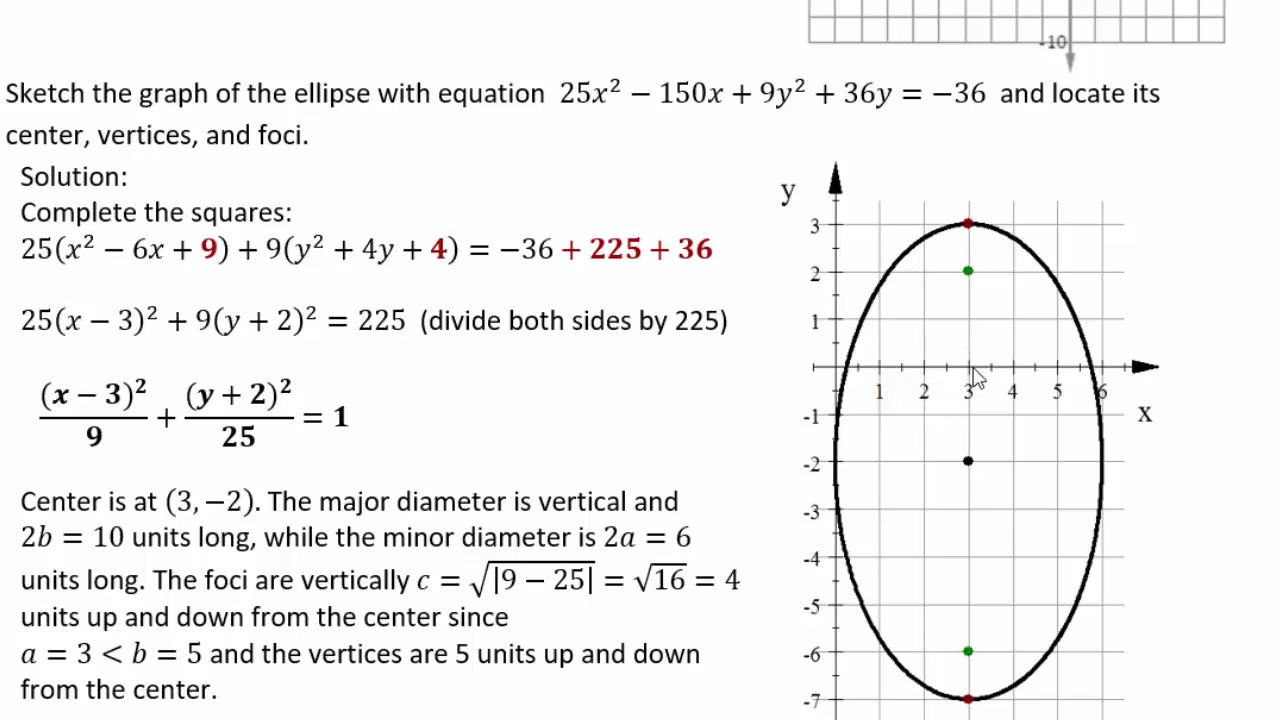 -10
Sketch the graph of the ellipse with equation 25x² − 150x + 9y² + 36y = −36 and locate its
center, vertices, and foci.
Solution:
Complete the squares:
25(x² − 6x + 9) + 9(y² + 4y + 4) = −36 + 225 + 36
25(x − 3)² + 9(y + 2)² = 225 (divide both sides by 225)
(x − 3)²/9 + (y + 2)²/25 = 1
Center is at (3, −2). The major diameter is vertical and
2b = 10 units long, while the minor diameter is 2a = 6
units long. The foci are vertically c = √|9 − 25| = √16 = 4
units up and down from the center since
a = 3 < b = 5 and the vertices are 5 units up and down
from the center.
y
3
2
1
1 2 3 4 5 6
x
-1
-2
-3
-4
-5
-6
-7